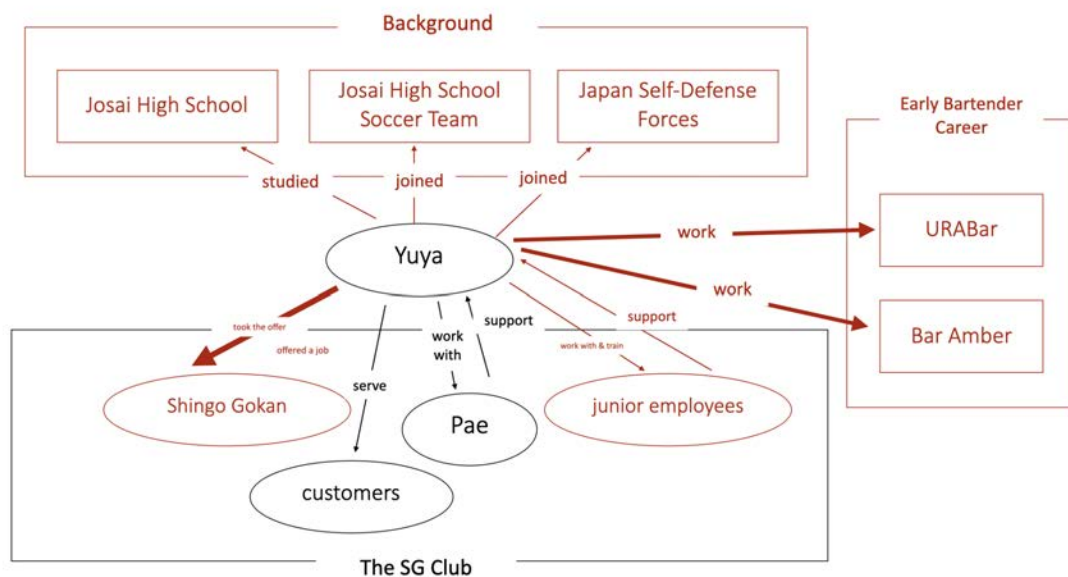 Background
Josai High School
Josai High School
Soccer Team
Japan Self-Defense
Forces
Early Bartender
Career
studied
joined
joined
URABar
work
Yuya
work
Bar Amber
took the offer
offered a job
support
work
with
work with & train
support
serve
Shingo Gokan
Pae
junior employees
customers
The SG Club